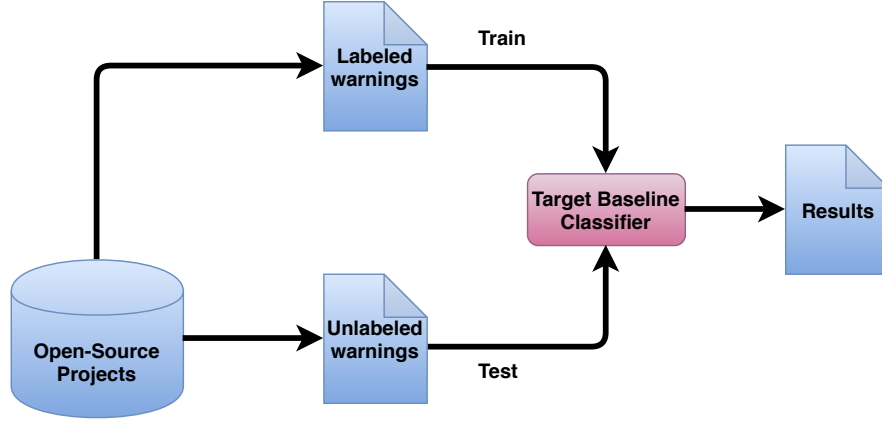 Labeled
warnings
Train
Target Baseline
Classifier
Results
Open-Source
Projects
Unlabeled
warnings
Test